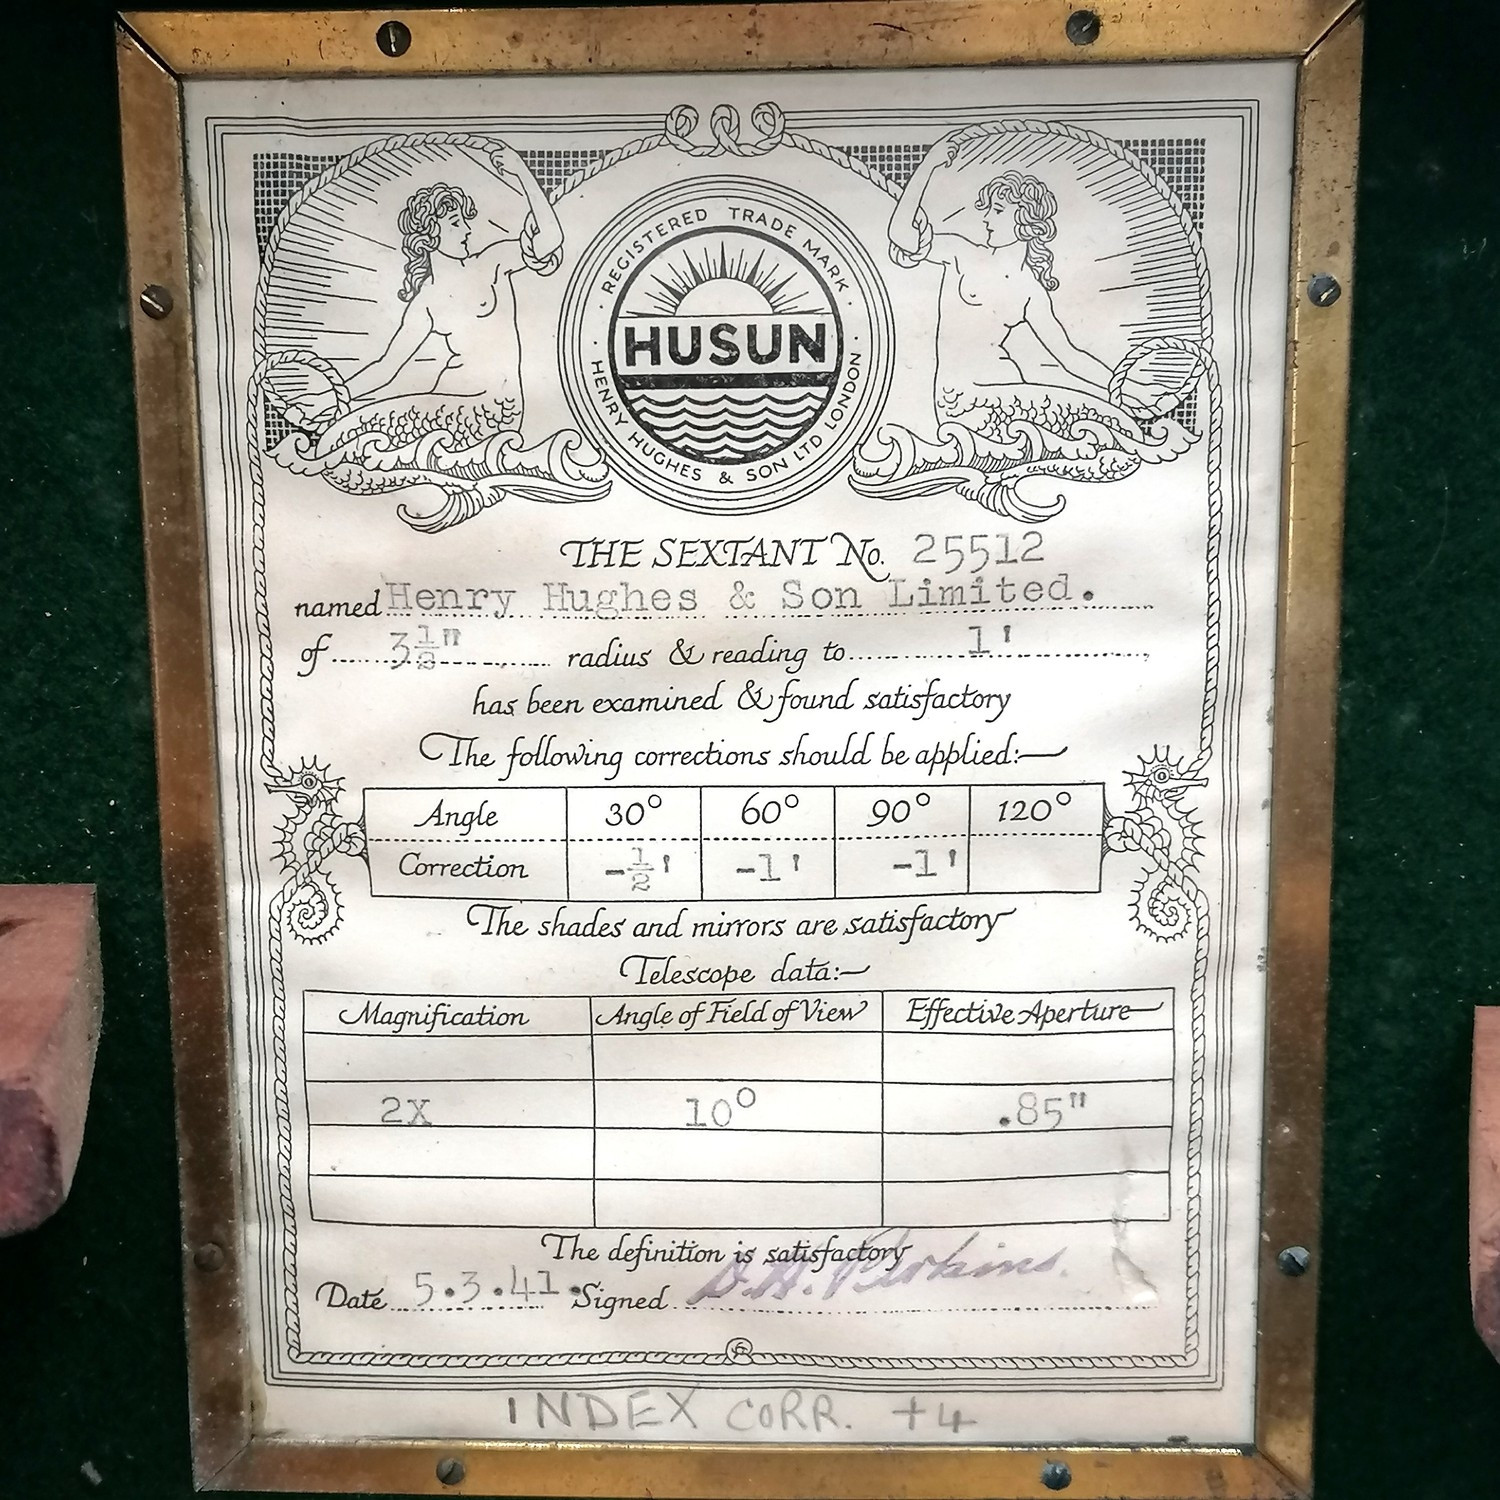 REGISTERED TRADE MARK
HUSUN
HENRY HUGHES & SON LTD LONDON
THE SEXTANT No. 25512
named Henry Hughes & Son Limited.
of 3½" radius & reading to 1'
has been examined & found satisfactory
The following corrections should be applied:—
Angle 30° 60° 90° 120°
Correction -½' -1' -1'
The shades and mirrors are satisfactory
Telescope data:—
Magnification Angle of Field of View Effective Aperture
2X 10° .85"
The definition is satisfactory
Date 5.3.41. Signed Perkins.
INDEX CORR. +4